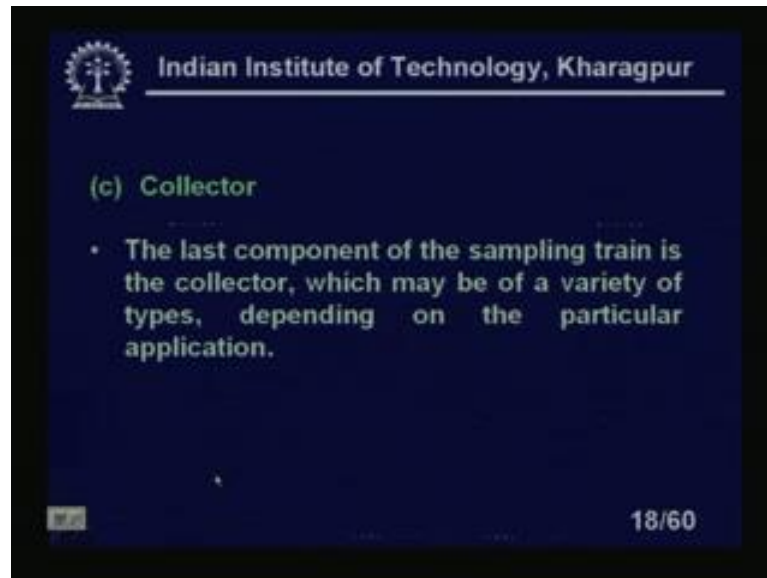 Indian Institute of Technology, Kharagpur
(c) Collector
• The last component of the sampling train is
the collector, which may be of a variety of
types, depending on the particular
application.
18/60